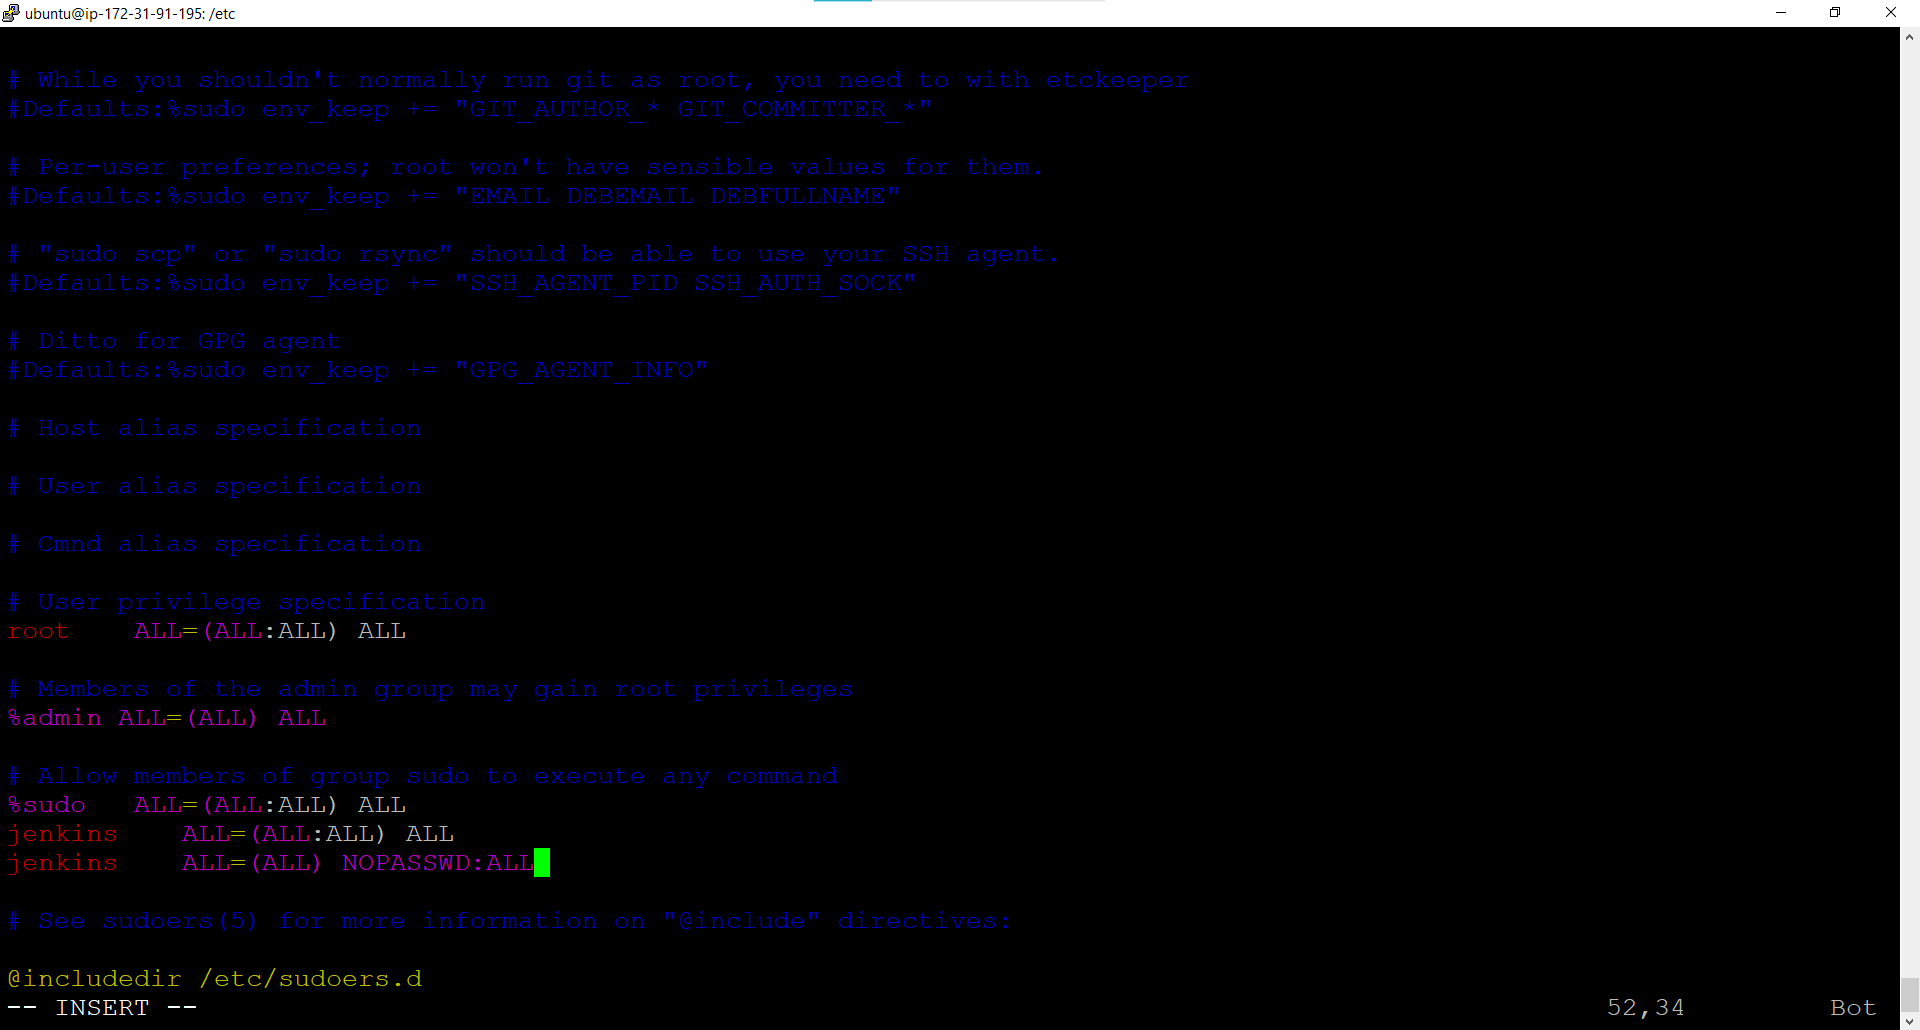 ubuntu@ip-172-31-91-195: /etc
# While you shouldn't normally run git as root, you need to with etckeeper
#Defaults:%sudo env_keep += "GIT_AUTHOR_* GIT_COMMITTER_*"
# Per-user preferences; root won't have sensible values for them.
#Defaults:%sudo env_keep += "EMAIL DEBEMAIL DEBFULLNAME"
# "sudo scp" or "sudo rsync" should be able to use your SSH agent.
#Defaults:%sudo env_keep += "SSH_AGENT_PID SSH_AUTH_SOCK"
# Ditto for GPG agent
#Defaults:%sudo env_keep += "GPG_AGENT_INFO"
# Host alias specification
# User alias specification
# Cmnd alias specification
# User privilege specification
root    ALL=(ALL:ALL) ALL
# Members of the admin group may gain root privileges
%admin ALL=(ALL) ALL
# Allow members of group sudo to execute any command
%sudo   ALL=(ALL:ALL) ALL
jenkins    ALL=(ALL:ALL) ALL
jenkins    ALL=(ALL) NOPASSWD:ALL
# See sudoers(5) for more information on "@include" directives:
@includedir /etc/sudoers.d
-- INSERT -- 52,34 Bot